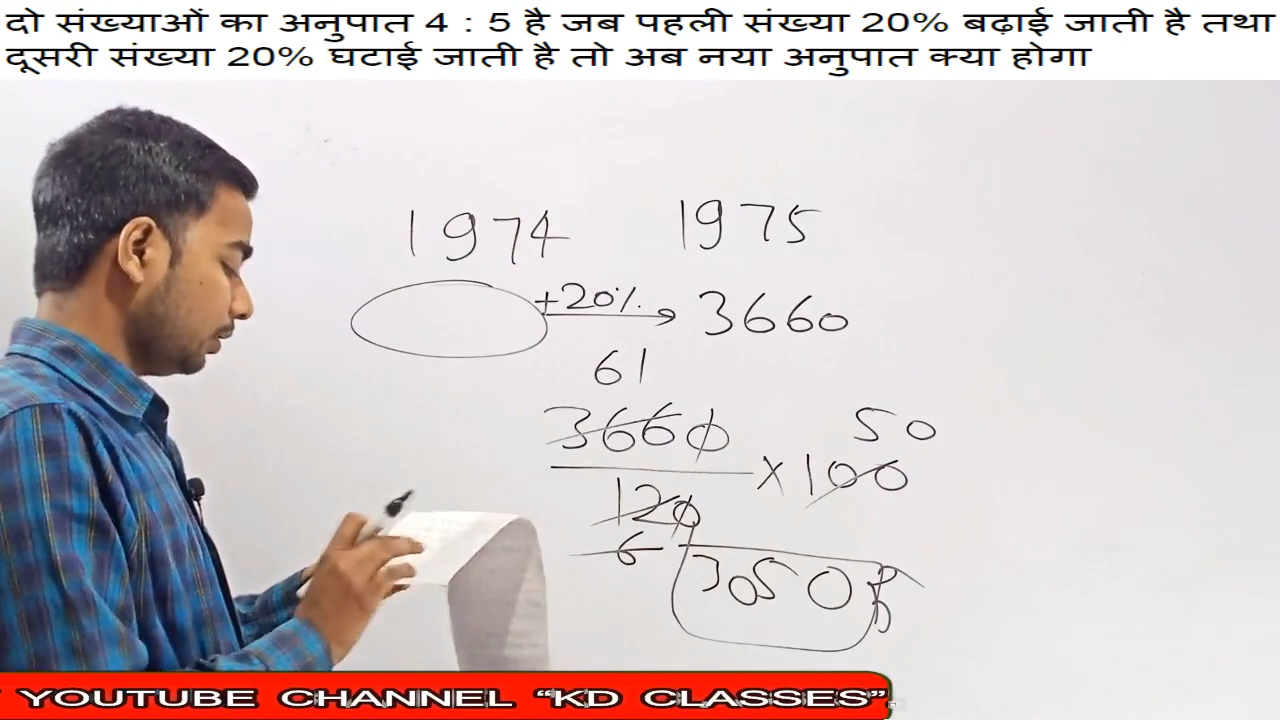 दो संख्याओं का अनुपात 4 : 5 है जब पहली संख्या 20% बढ़ाई जाती है तथा
दूसरी संख्या 20% घटाई जाती है तो अब नया अनुपात क्या होगा
1974 1975
+20% 3660
61
3660 50
120 × 100
6
3050 ₹
YOUTUBE CHANNEL “KD CLASSES”.